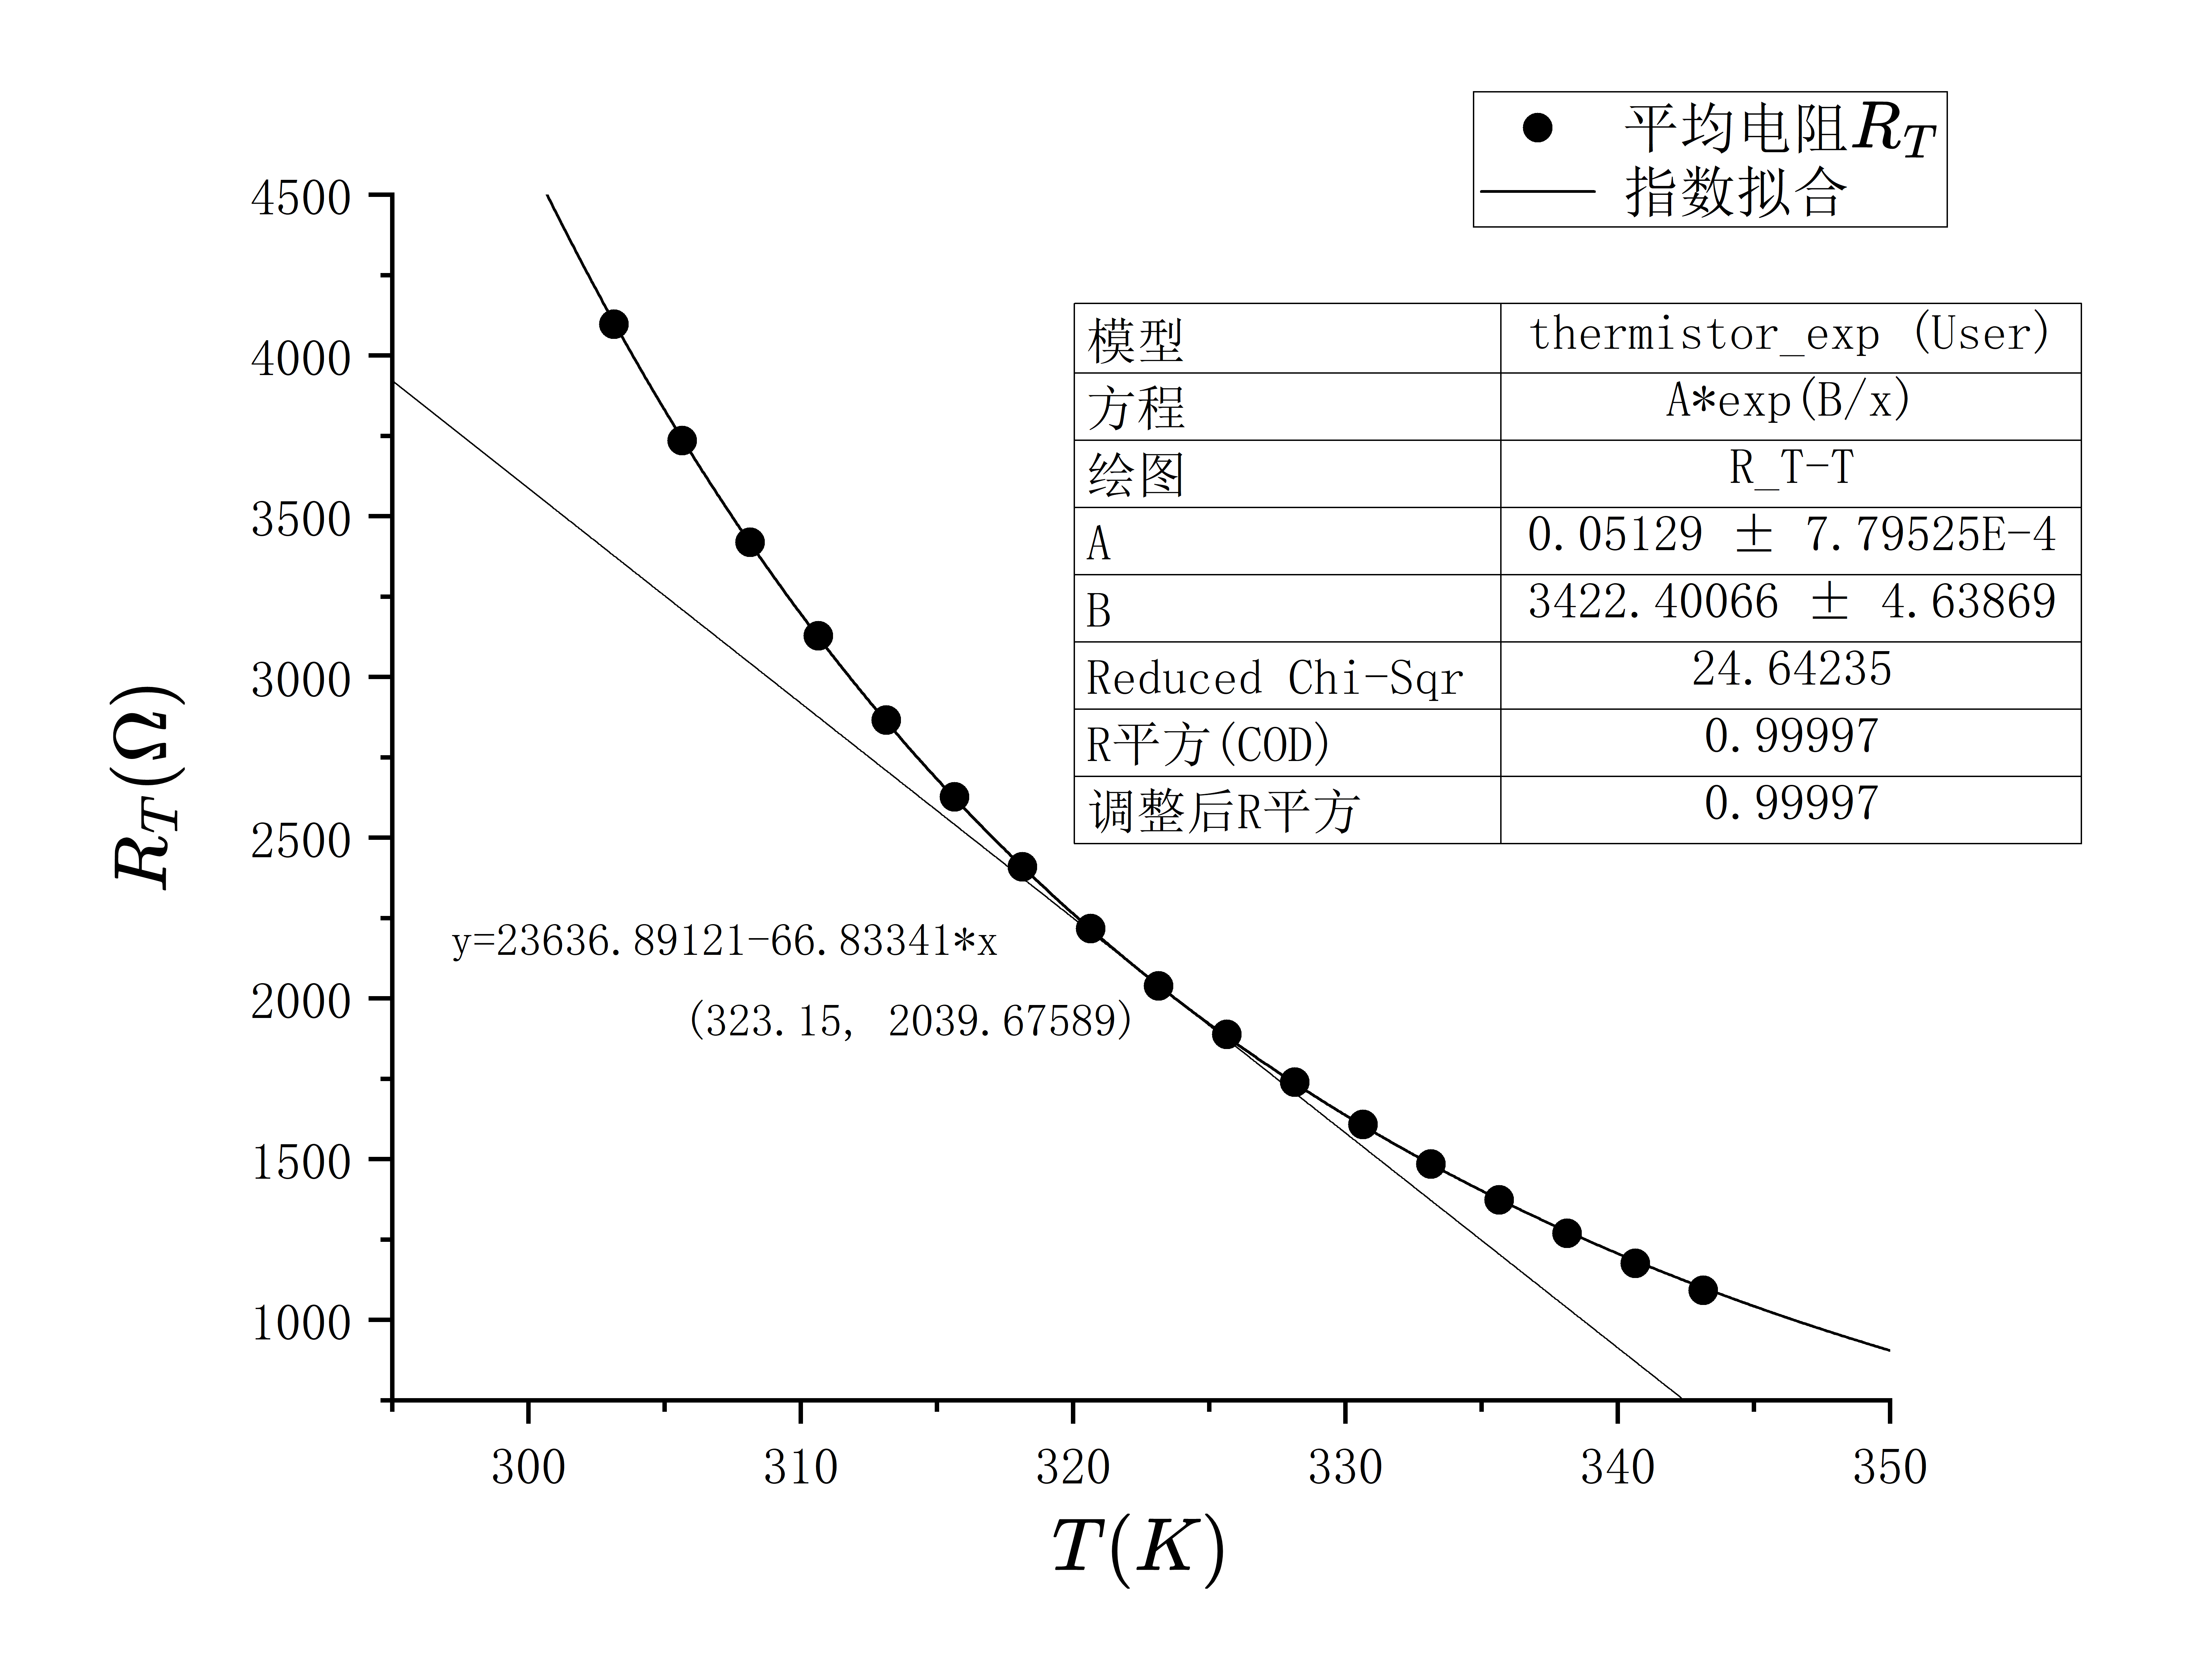 平均电阻R_T
指数拟合
4500
4000
3500
3000
2500
2000
1500
1000
R_T(Ω)
模型 thermistor_exp (User)
方程 A*exp(B/x)
绘图 R_T-T
A 0.05129 ± 7.79525E-4
B 3422.40066 ± 4.63869
Reduced Chi-Sqr 24.64235
R平方(COD) 0.99997
调整后R平方 0.99997
y=23636.89121-66.83341*x
(323.15, 2039.67589)
300 310 320 330 340 350
T(K)